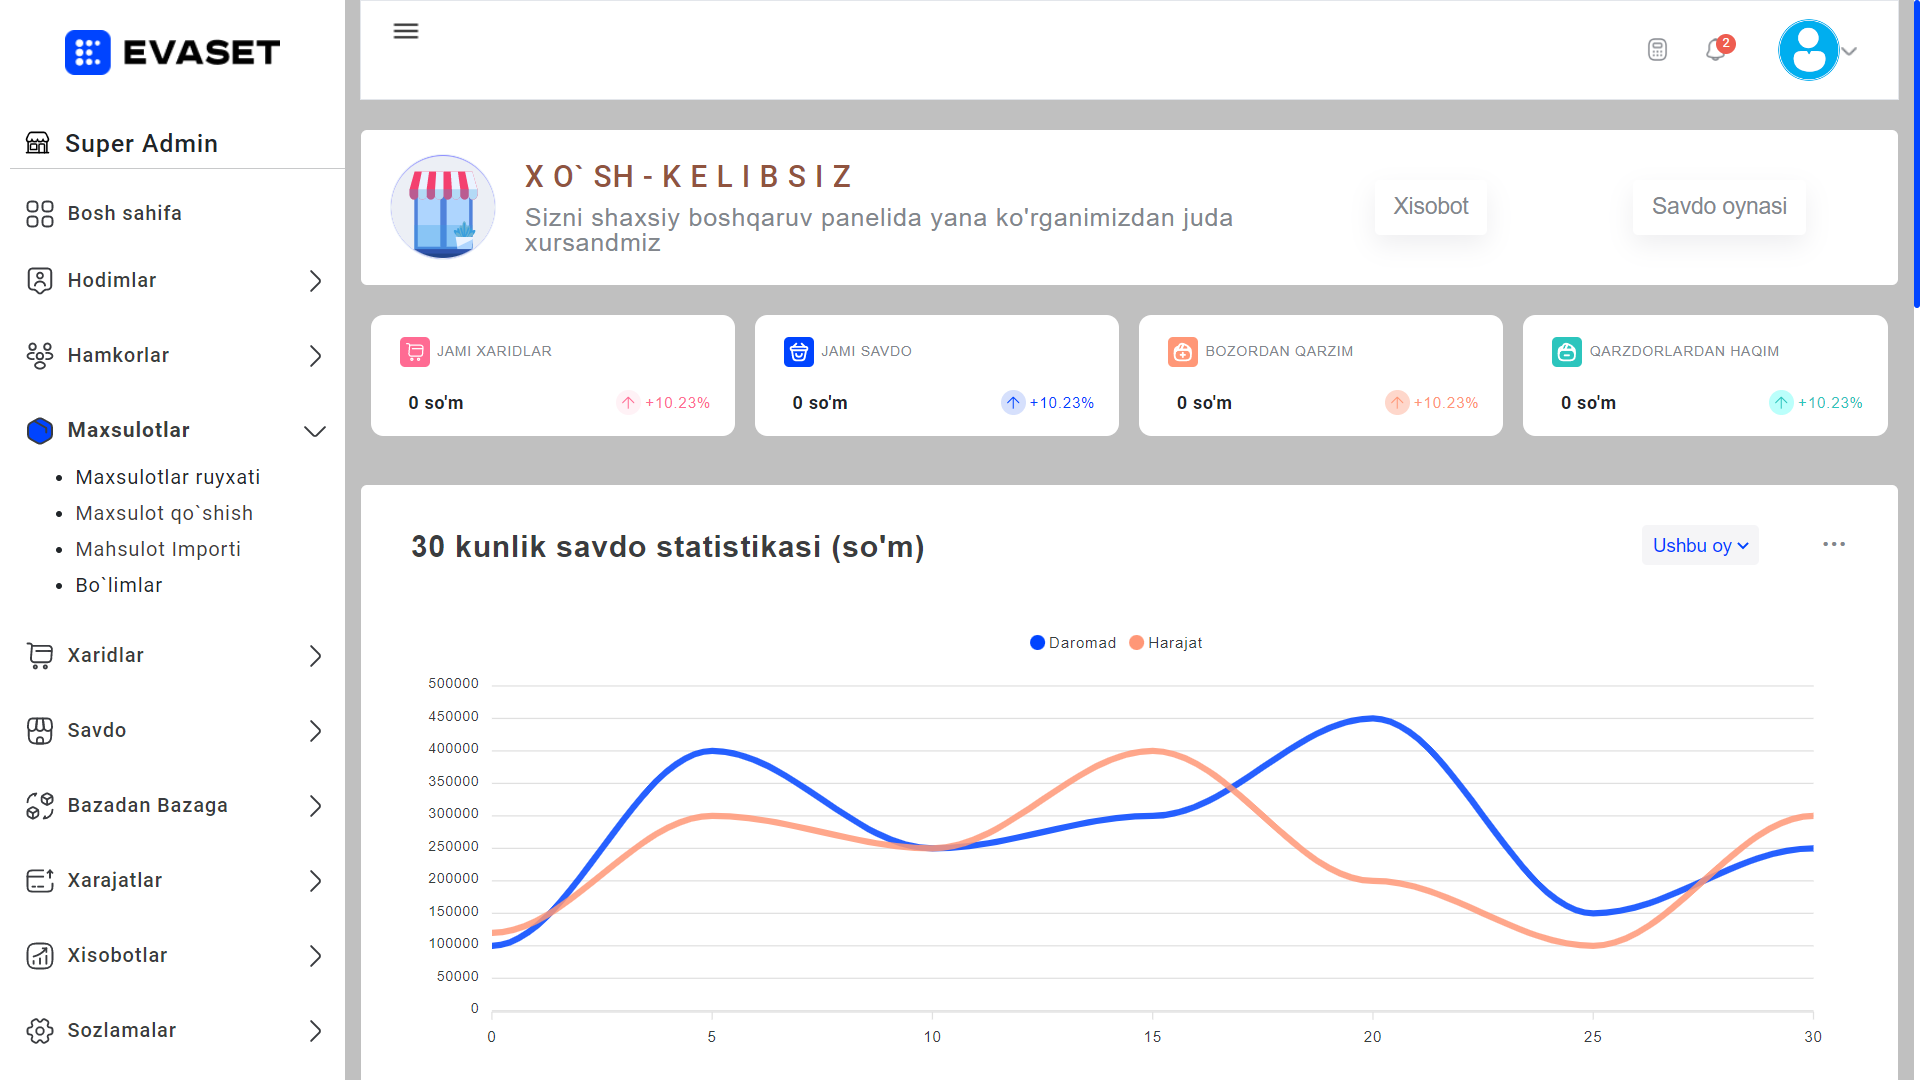 EVASET
Super Admin
Bosh sahifa
Hodimlar
Hamkorlar
Maxsulotlar
Maxsulotlar ruyxati
Maxsulot qo`shish
Mahsulot Importi
Bo`limlar
Xaridlar
Savdo
Bazadan Bazaga
Xarajatlar
Xisobotlar
Sozlamalar
2
X O` SH - K E L I B S I Z
Sizni shaxsiy boshqaruv panelida yana ko'rganimizdan juda
xursandmiz
Xisobot
Savdo oynasi
JAMI XARIDLAR
0 so'm
+10.23%
JAMI SAVDO
0 so'm
+10.23%
BOZORDAN QARZIM
0 so'm
+10.23%
QARZDORLARDAN HAQIM
0 so'm
+10.23%
30 kunlik savdo statistikasi (so'm)
Ushbu oy
Daromad
Harajat
500000
450000
400000
350000
300000
250000
200000
150000
100000
50000
0
0 5 10 15 20 25 30